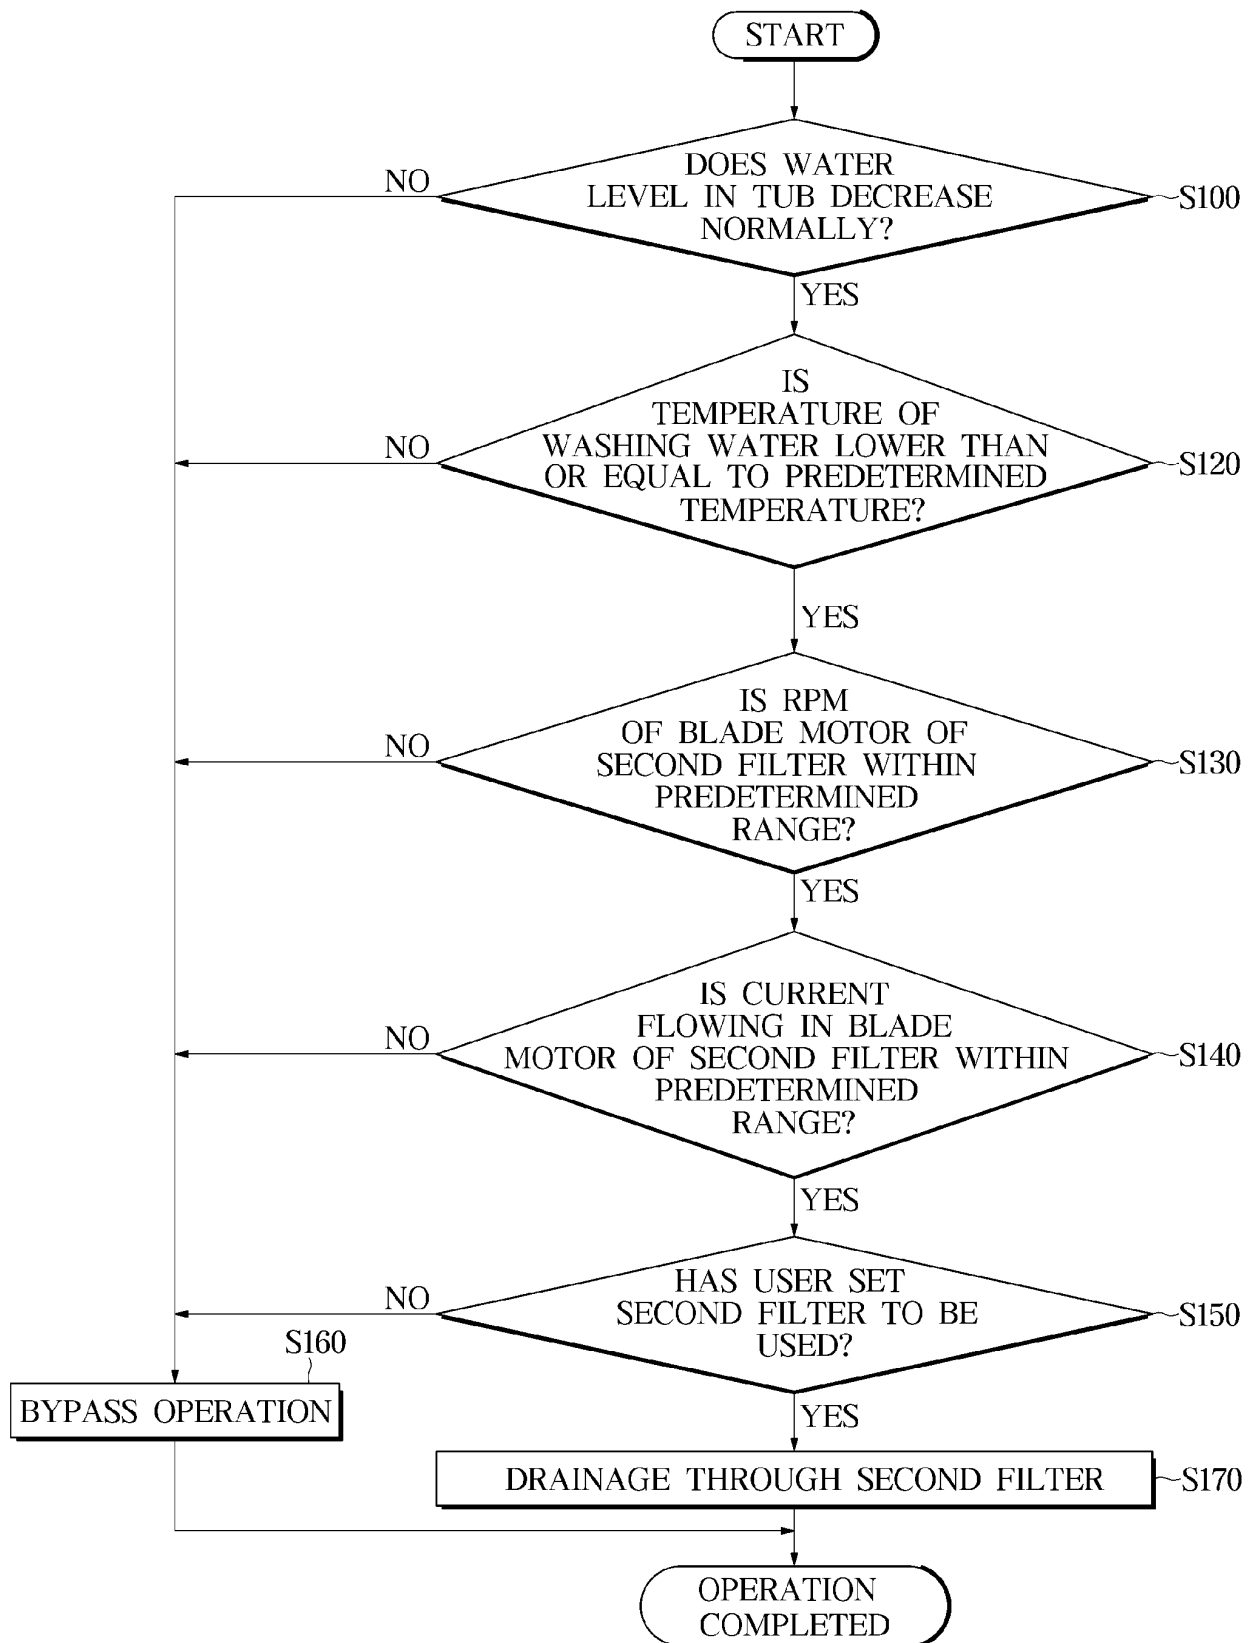 START
DOES WATER
LEVEL IN TUB DECREASE
NORMALLY?
NO
S100
YES
IS
TEMPERATURE OF
WASHING WATER LOWER THAN
OR EQUAL TO PREDETERMINED
TEMPERATURE?
NO
S120
YES
IS RPM
OF BLADE MOTOR OF
SECOND FILTER WITHIN
PREDETERMINED
RANGE?
NO
S130
YES
IS CURRENT
FLOWING IN BLADE
MOTOR OF SECOND FILTER WITHIN
PREDETERMINED
RANGE?
NO
S140
YES
HAS USER SET
SECOND FILTER TO BE
USED?
NO
S150
S160
BYPASS OPERATION
YES
DRAINAGE THROUGH SECOND FILTER
S170
OPERATION
COMPLETED